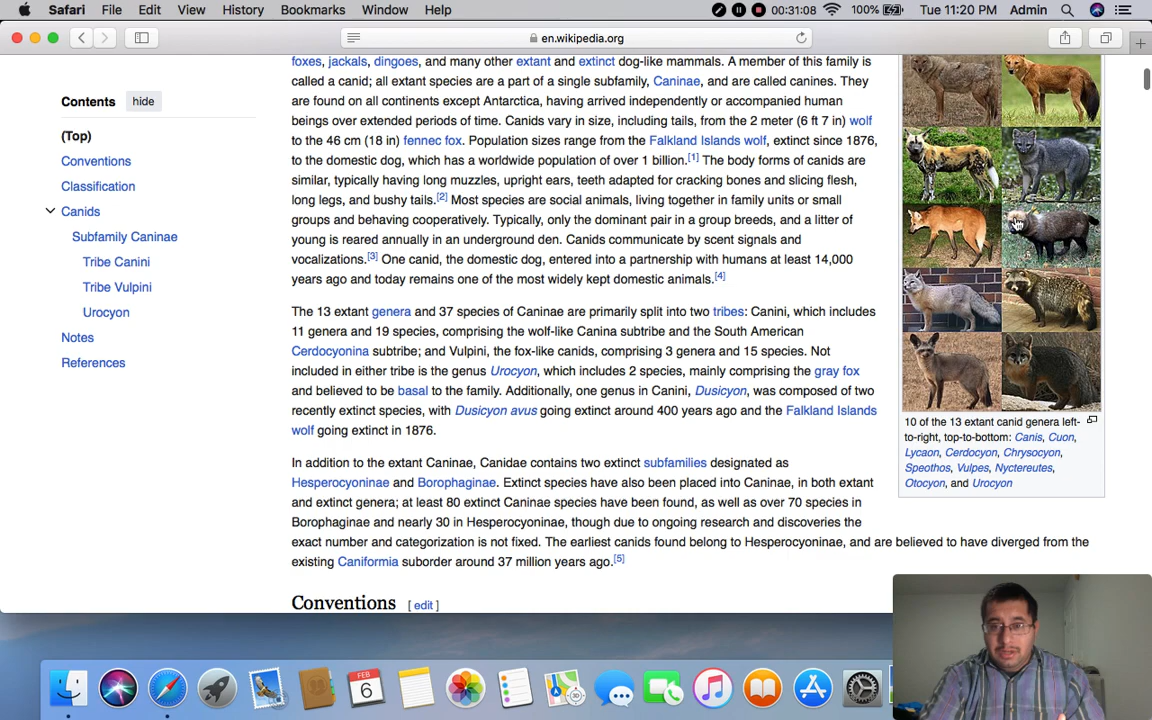 Safari File Edit View History Bookmarks Window Help 00:31:08 100% Tue 11:20 PM Admin
en.wikipedia.org
Contents hide
(Top)
Conventions
Classification
Canids
Subfamily Caninae
Tribe Canini
Tribe Vulpini
Urocyon
Notes
References
foxes, jackals, dingoes, and many other extant and extinct dog-like mammals. A member of this family is
called a canid; all extant species are a part of a single subfamily, Caninae, and are called canines. They
are found on all continents except Antarctica, having arrived independently or accompanied human
beings over extended periods of time. Canids vary in size, including tails, from the 2 meter (6 ft 7 in) wolf
to the 46 cm (18 in) fennec fox. Population sizes range from the Falkland Islands wolf, extinct since 1876,
to the domestic dog, which has a worldwide population of over 1 billion.[1] The body forms of canids are
similar, typically having long muzzles, upright ears, teeth adapted for cracking bones and slicing flesh,
long legs, and bushy tails.[2] Most species are social animals, living together in family units or small
groups and behaving cooperatively. Typically, only the dominant pair in a group breeds, and a litter of
young is reared annually in an underground den. Canids communicate by scent signals and
vocalizations.[3] One canid, the domestic dog, entered into a partnership with humans at least 14,000
years ago and today remains one of the most widely kept domestic animals.[4]
The 13 extant genera and 37 species of Caninae are primarily split into two tribes: Canini, which includes
11 genera and 19 species, comprising the wolf-like Canina subtribe and the South American
Cerdocyonina subtribe; and Vulpini, the fox-like canids, comprising 3 genera and 15 species. Not
included in either tribe is the genus Urocyon, which includes 2 species, mainly comprising the gray fox
and believed to be basal to the family. Additionally, one genus in Canini, Dusicyon, was composed of two
recently extinct species, with Dusicyon avus going extinct around 400 years ago and the Falkland Islands
wolf going extinct in 1876.
In addition to the extant Caninae, Canidae contains two extinct subfamilies designated as
Hesperocyoninae and Borophaginae. Extinct species have also been placed into Caninae, in both extant
and extinct genera; at least 80 extinct Caninae species have been found, as well as over 70 species in
Borophaginae and nearly 30 in Hesperocyoninae, though due to ongoing research and discoveries the
exact number and categorization is not fixed. The earliest canids found belong to Hesperocyoninae, and are believed to have diverged from the
existing Caniformia suborder around 37 million years ago.[5]
Conventions [ edit ]
10 of the 13 extant canid genera left-
to-right, top-to-bottom: Canis, Cuon,
Lycaon, Cerdocyon, Chrysocyon,
Speothos, Vulpes, Nyctereutes,
Otocyon, and Urocyon
FEB
6